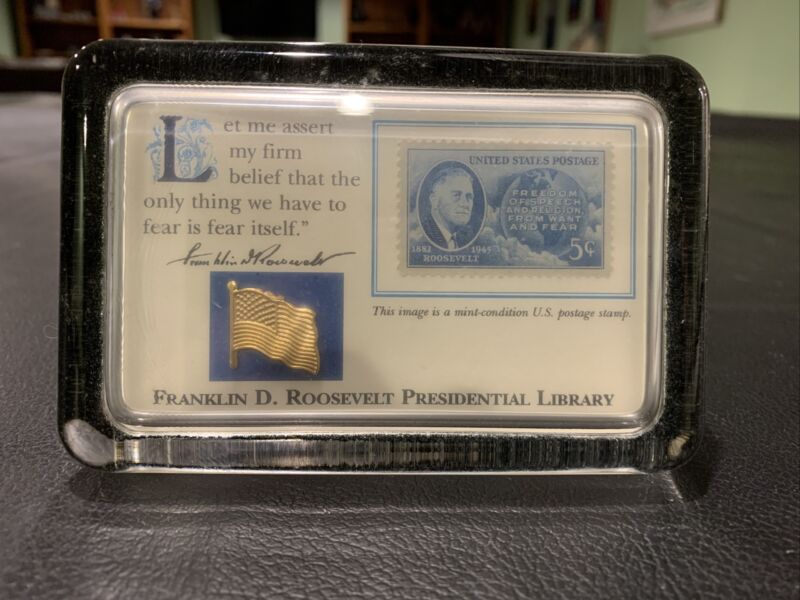 Let me assert
my firm
belief that the
only thing we have to
fear is fear itself."
Franklin D Roosevelt
UNITED STATES POSTAGE
FREEDOM
OF SPEECH
AND RELIGION,
FROM WANT
AND FEAR
1882 1945
ROOSEVELT
5¢
This image is a mint-condition U.S. postage stamp.
FRANKLIN D. ROOSEVELT PRESIDENTIAL LIBRARY